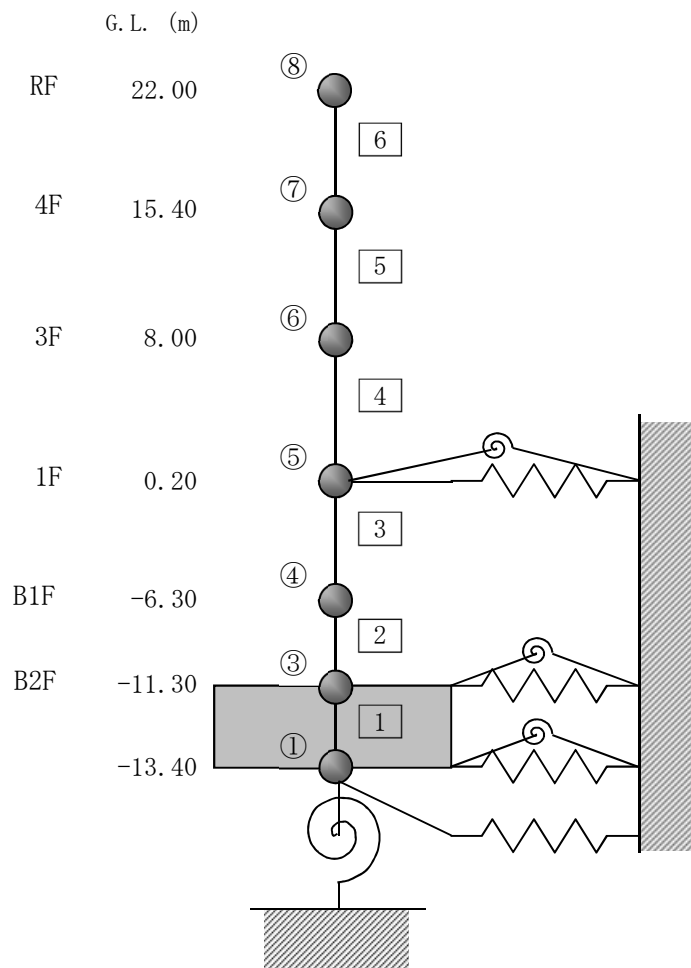 G.L. (m)
⑧
RF 22.00
6
⑦
4F 15.40
5
⑥
3F 8.00
4
⑤
1F 0.20
3
④
B1F -6.30
2
③
B2F -11.30
1
①
-13.40